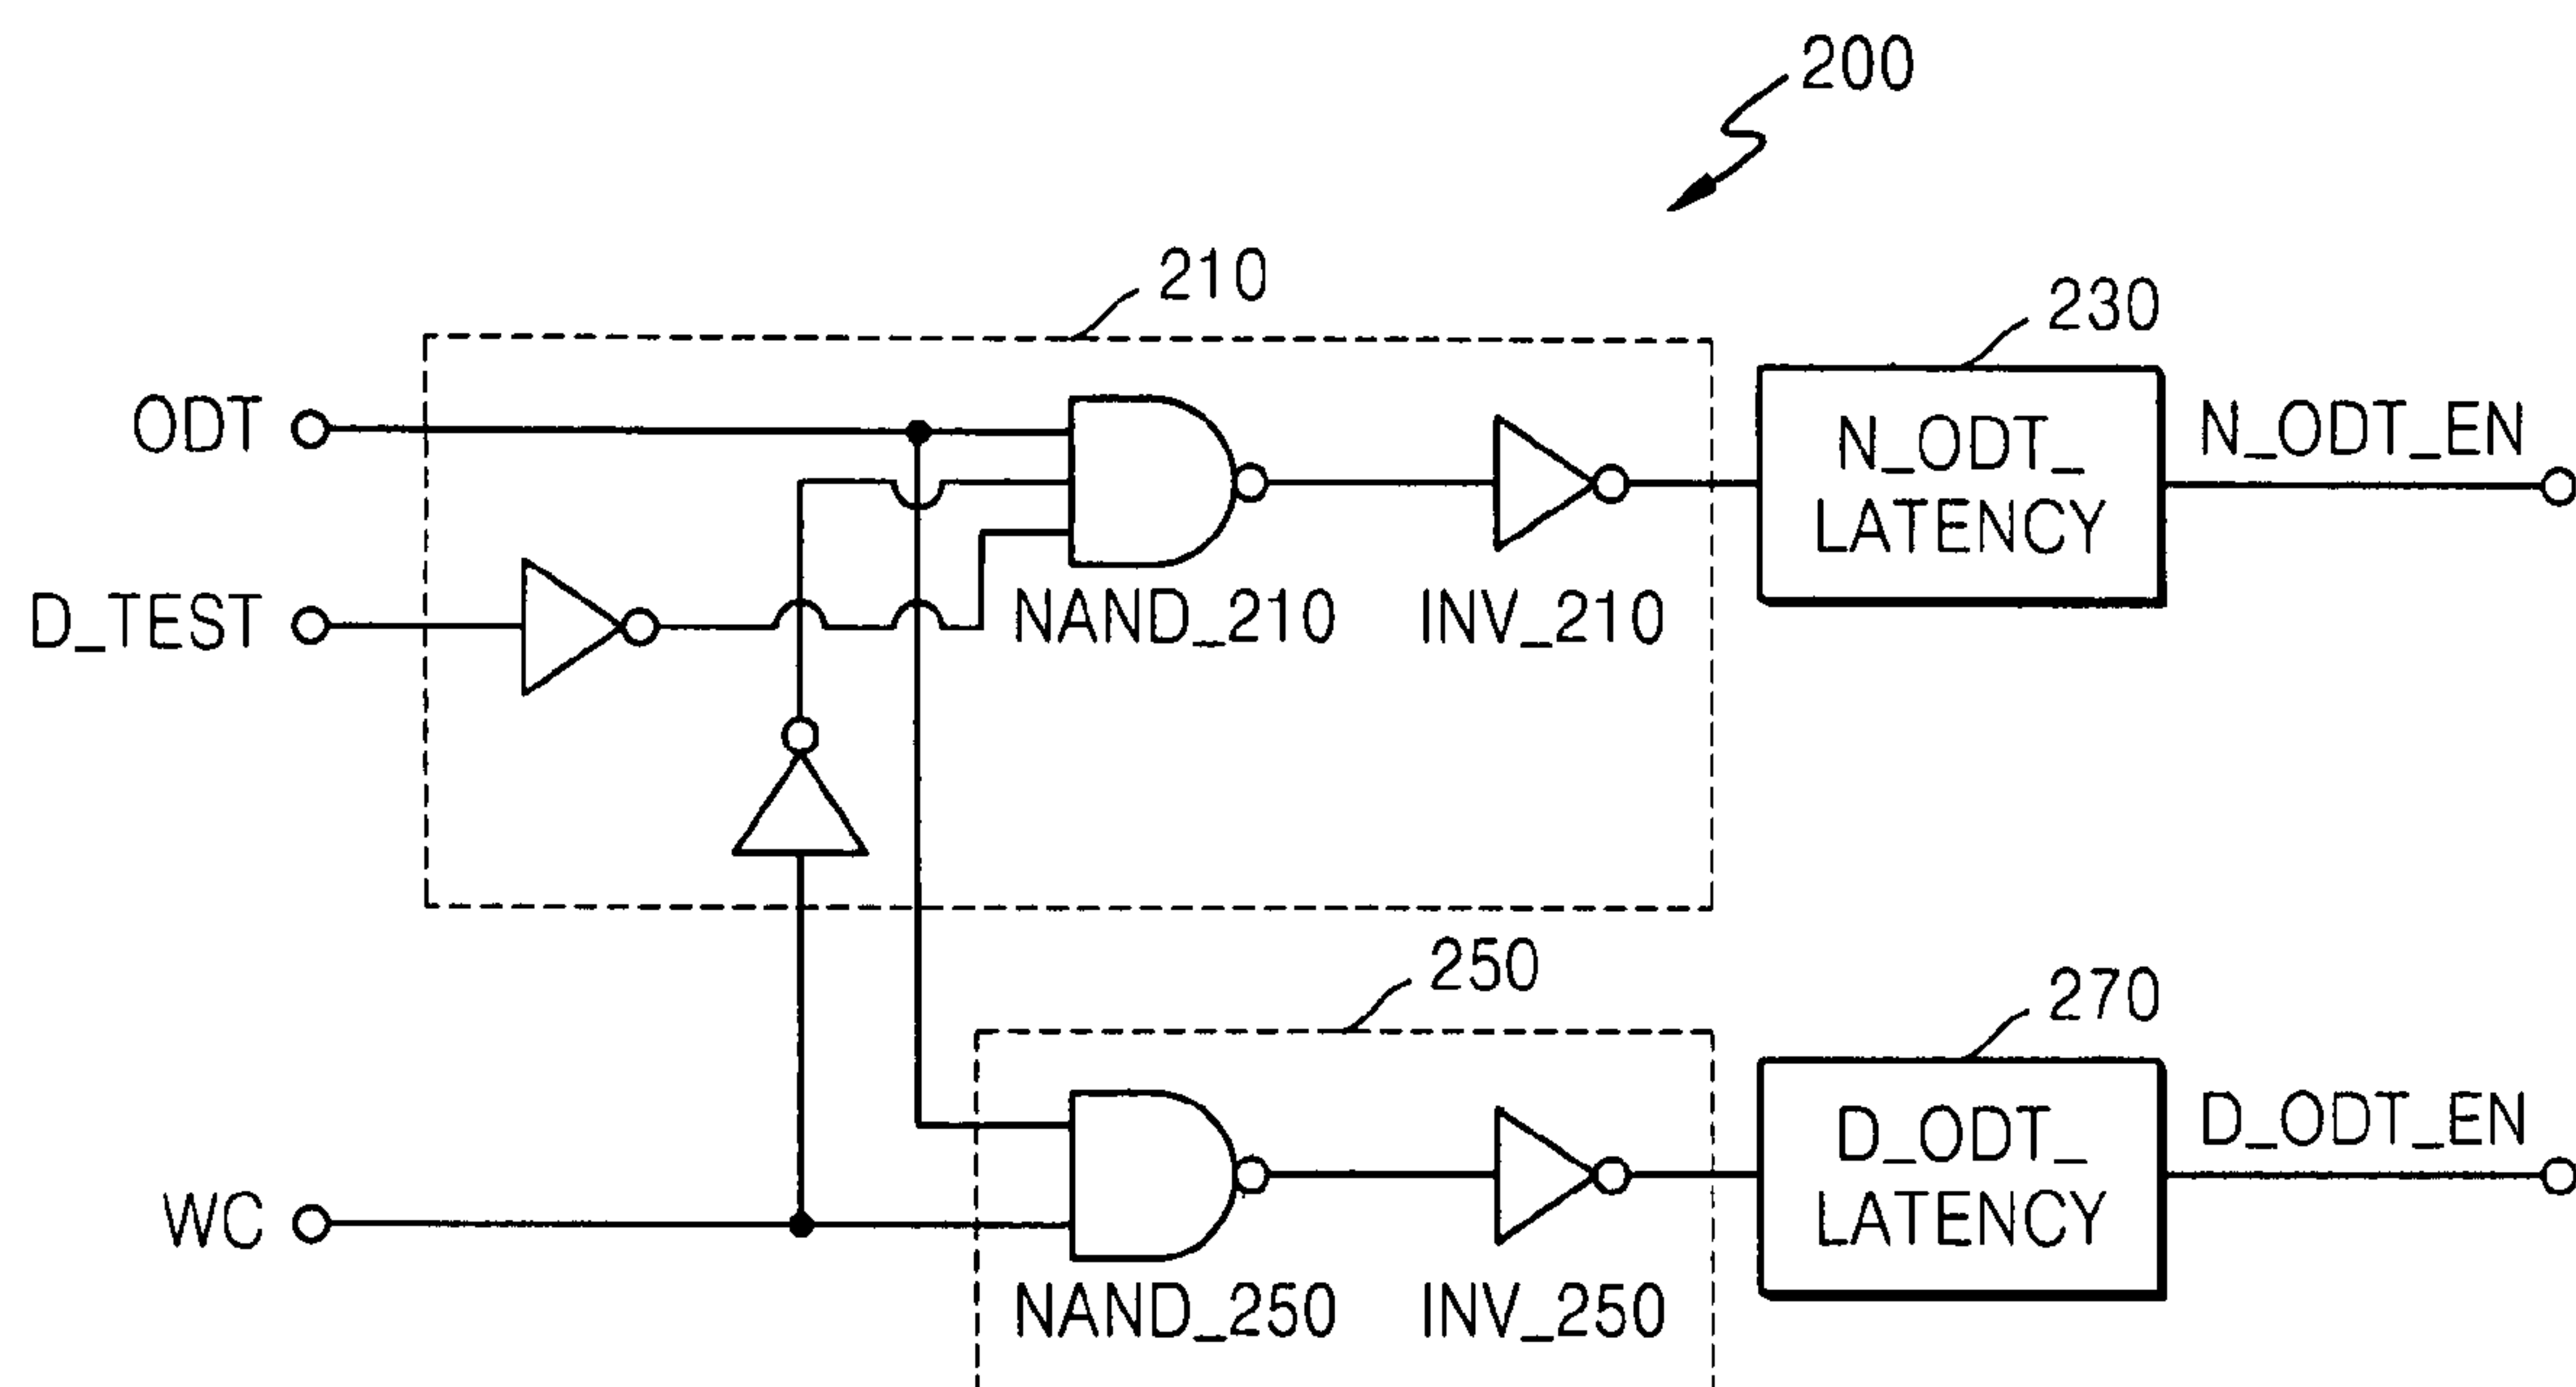 200
210
230
ODT
N_ODT_
LATENCY
N_ODT_EN
D_TEST
NAND_210
INV_210
250
270
D_ODT_
LATENCY
D_ODT_EN
WC
NAND_250
INV_250